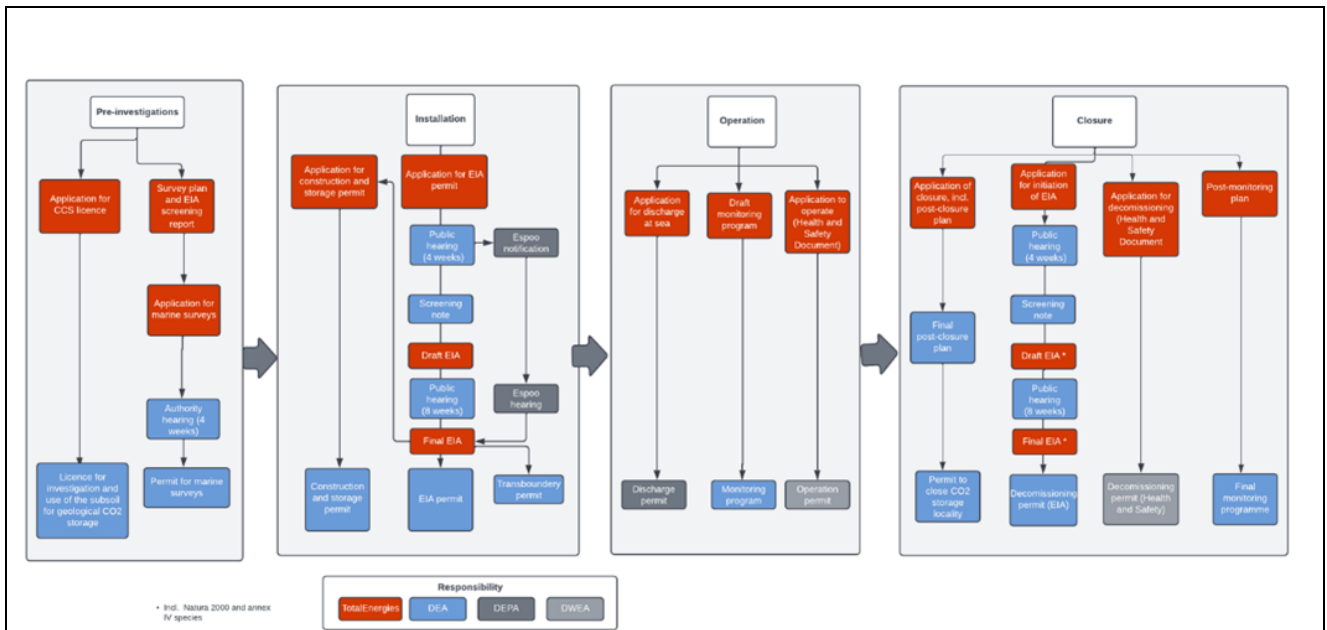 Pre-investigations
Application for
CCS licence
Survey plan
and EIA
screening
report
Application for
marine surveys
Authority
hearing (4
weeks)
Licence for
investigation and
use of the subsoil
for geological CO2
storage
Permit for marine
surveys
Installation
Application for
construction and
storage permit
Application for EIA
permit
Public
hearing
(4 weeks)
Espoo
notification
Screening
note
Draft EIA
Public
hearing
(8 weeks)
Espoo
hearing
Final EIA
Construction
and storage
permit
EIA permit
Transboundery
permit
Operation
Application
for discharge
at sea
Draft
monitoring
program
Application to
operate
(Health and
Safety
Document)
Discharge
permit
Monitoring
program
Operation
permit
Closure
Application of
closure, incl.
post-closure
plan
Application
for initiation
of EIA
Application for
decomissioning
(Health and
Safety
Document
Post-monitoring
plan
Public
hearing
(4 weeks)
Final
post-closure
plan
Screening
note
Draft EIA *
Public
hearing
(8 weeks)
Final EIA *
Permit to
close CO2
storage
locality
Decomissioning
permit (EIA)
Decomissioning
permit (Health
and Safety)
Final
monitoring
programme
• Incl. Natura 2000 and annex
IV species
Responsibility
TotalEnergies
DEA
DEPA
DWEA